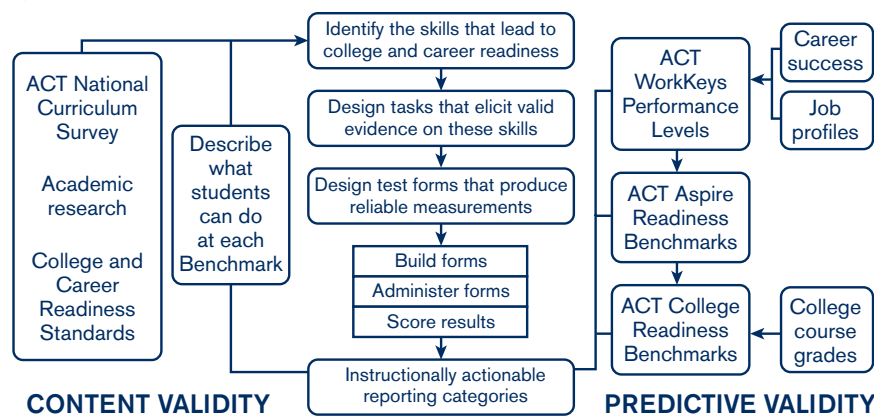 ACT National
Curriculum
Survey
Academic
research
College and
Career
Readiness
Standards
Describe
what
students
can do
at each
Benchmark
Identify the skills that lead to
college and career readiness
Design tasks that elicit valid
evidence on these skills
Design test forms that produce
reliable measurements
Build forms
Administer forms
Score results
Instructionally actionable
reporting categories
ACT
WorkKeys
Performance
Levels
ACT Aspire
Readiness
Benchmarks
ACT College
Readiness
Benchmarks
Career
success
Job
profiles
College
course
grades
CONTENT VALIDITY
PREDICTIVE VALIDITY